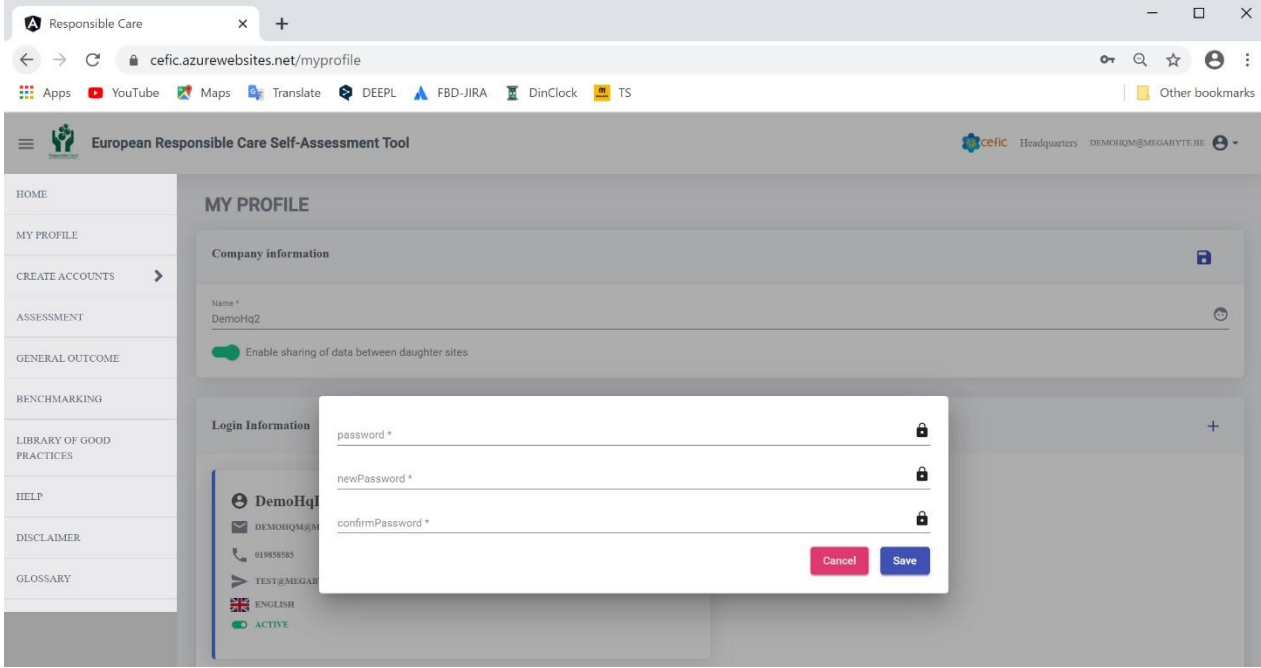 Responsible Care
cefic.azurewebsites.net/myprofile
Apps YouTube Maps Translate DEEPL FBD-JIRA DinClock TS Other bookmarks
European Responsible Care Self-Assessment Tool
cefic Headquarters DEMOHQM@MEGABYTE.BE
HOME
MY PROFILE
CREATE ACCOUNTS
ASSESSMENT
GENERAL OUTCOME
BENCHMARKING
LIBRARY OF GOOD
PRACTICES
HELP
DISCLAIMER
GLOSSARY
MY PROFILE
Company information
Name *
DemoHq2
Enable sharing of data between daughter sites
Login Information
DEMOHQM@M
019858585
TEST@MEGAB
ENGLISH
ACTIVE
password *
newPassword *
confirmPassword *
Cancel Save